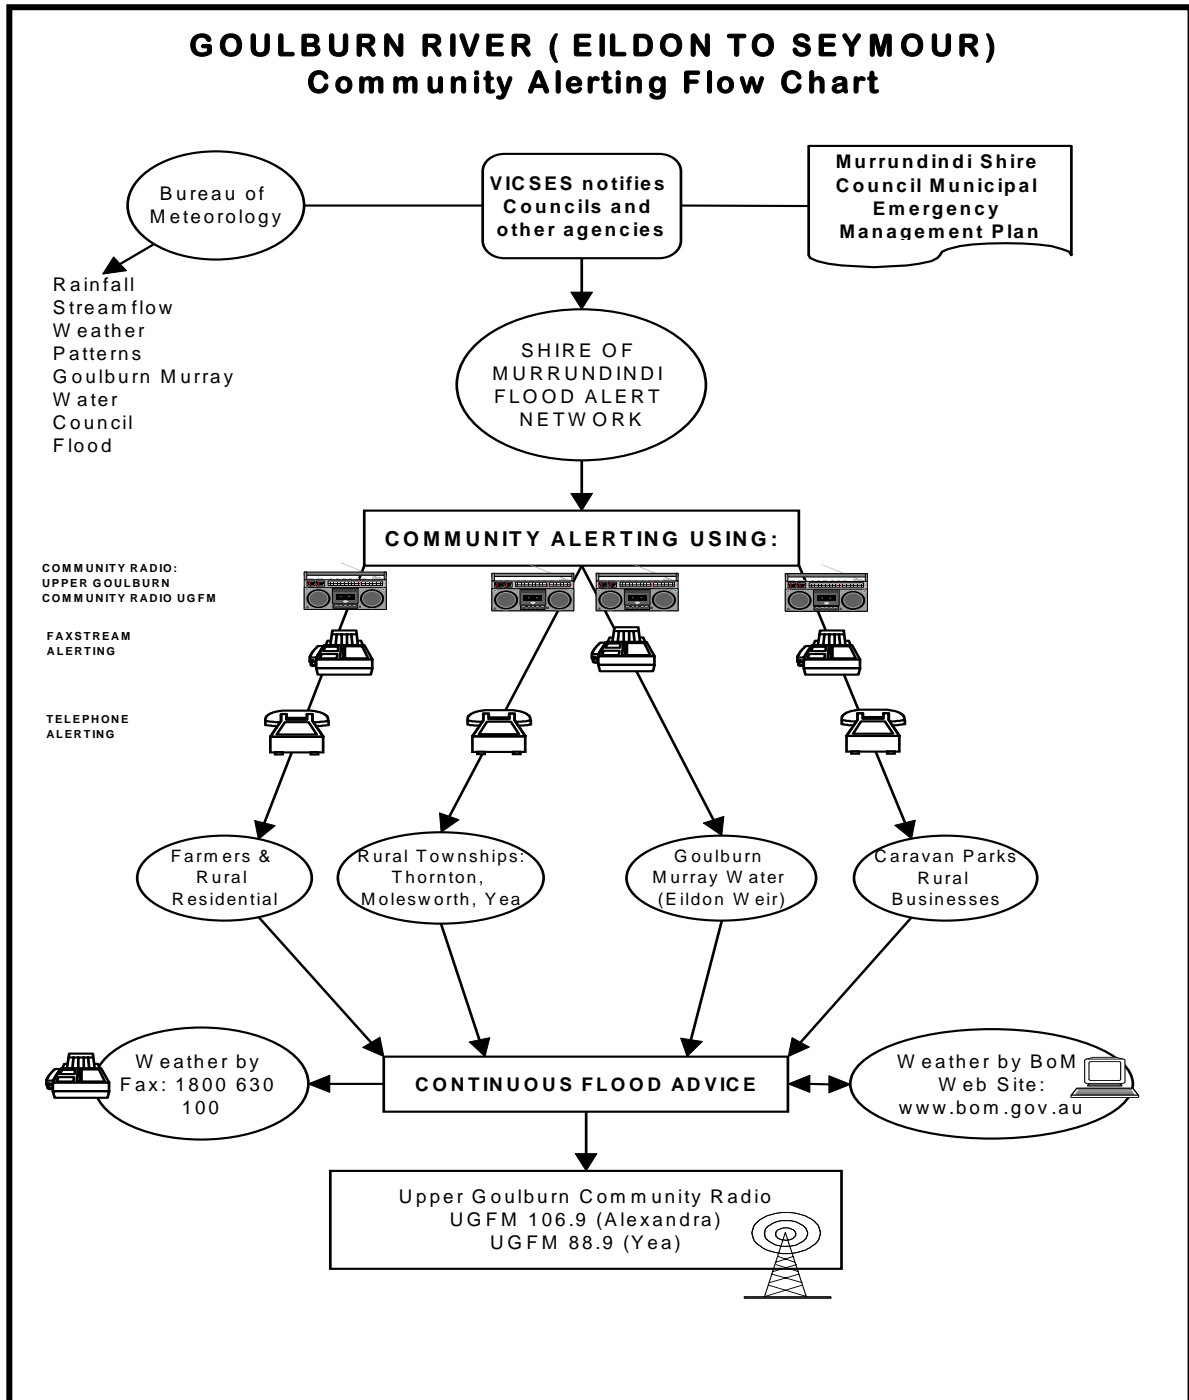 GOULBURN RIVER ( EILDON TO SEYMOUR)
Community Alerting Flow Chart
Bureau of
Meteorology
VICSES notifies
Councils and
other agencies
Murrundindi Shire
Council Municipal
Emergency
Management Plan
Rainfall
Streamflow
Weather
Patterns
Goulburn Murray
Water
Council
Flood
SHIRE OF
MURRUNDINDI
FLOOD ALERT
NETWORK
COMMUNITY ALERTING USING:
COMMUNITY RADIO:
UPPER GOULBURN
COMMUNITY RADIO UGFM
FAXSTREAM
ALERTING
TELEPHONE
ALERTING
Farmers &
Rural
Residential
Rural Townships:
Thornton,
Molesworth, Yea
Goulburn
Murray Water
(Eildon Weir)
Caravan Parks
Rural
Businesses
Weather by
Fax: 1800 630
100
CONTINUOUS FLOOD ADVICE
Weather by BoM
Web Site:
www.bom.gov.au
Upper Goulburn Community Radio
UGFM 106.9 (Alexandra)
UGFM 88.9 (Yea)